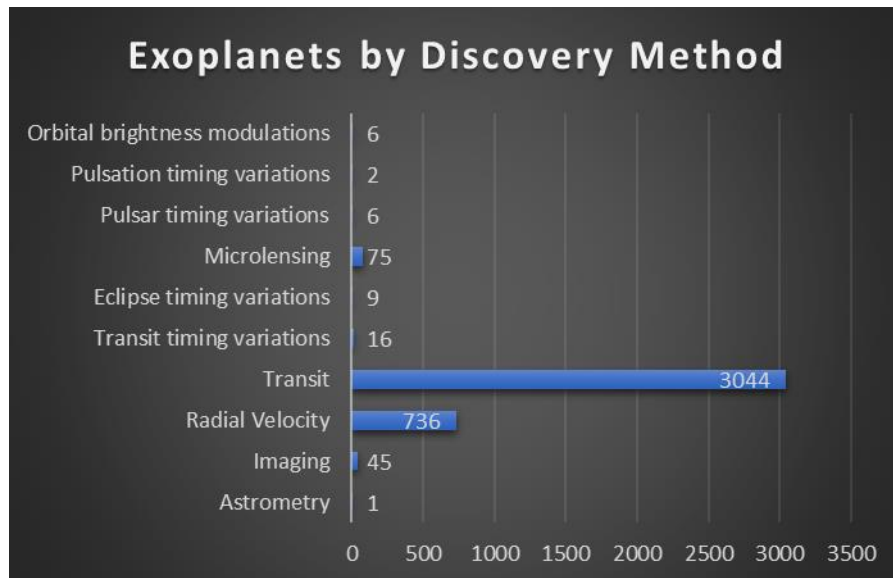 Exoplanets by Discovery Method
Orbital brightness modulations 6
Pulsation timing variations 2
Pulsar timing variations 6
Microlensing 75
Eclipse timing variations 9
Transit timing variations 16
Transit 3044
Radial Velocity 736
Imaging 45
Astrometry 1
0 500 1000 1500 2000 2500 3000 3500